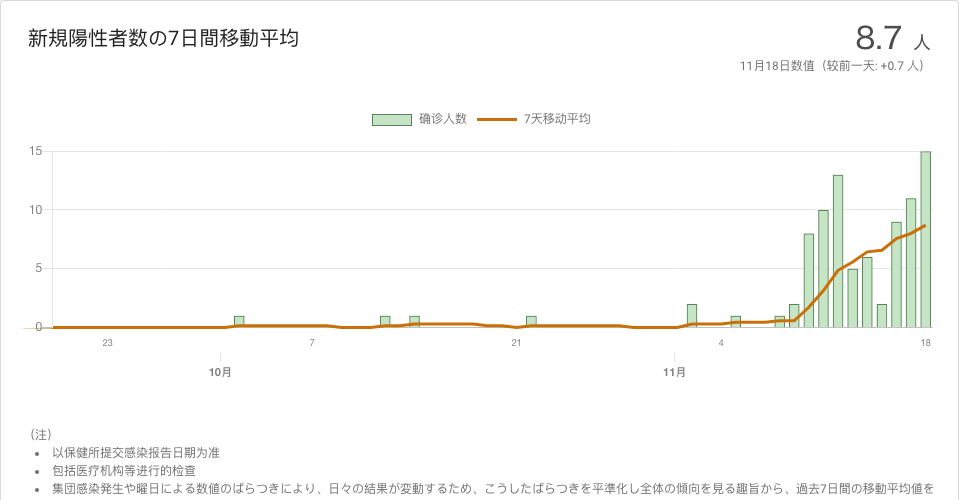 新規陽性者数の7日間移動平均
8.7 人
11月18日数值（较前一天: +0.7 人）
确诊人数 7天移动平均
15
10
5
0
23 7 21 4 18
10月 11月
（注）
以保健所提交感染报告日期为准
包括医疗机构等进行的检查
集団感染発生や曜日による数値のばらつきにより、日々の結果が変動するため、こうしたばらつきを平準化し全体の傾向を見る趣旨から、過去7日間の移動平均値を